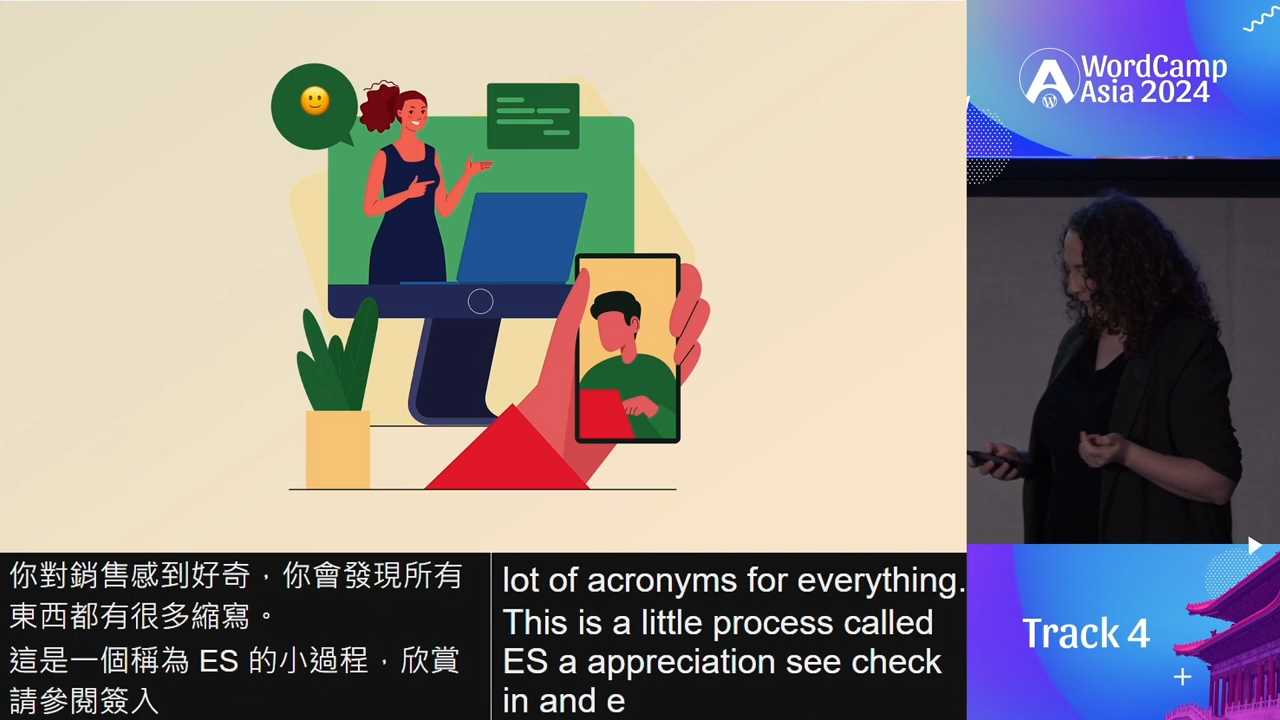 WordCamp
Asia 2024
你對銷售感到好奇，你會發現所有
東西都有很多縮寫。
這是一個稱為 ES 的小過程，欣賞
請參閱簽入
lot of acronyms for everything.
This is a little process called
ES a appreciation see check
in and e
Track 4